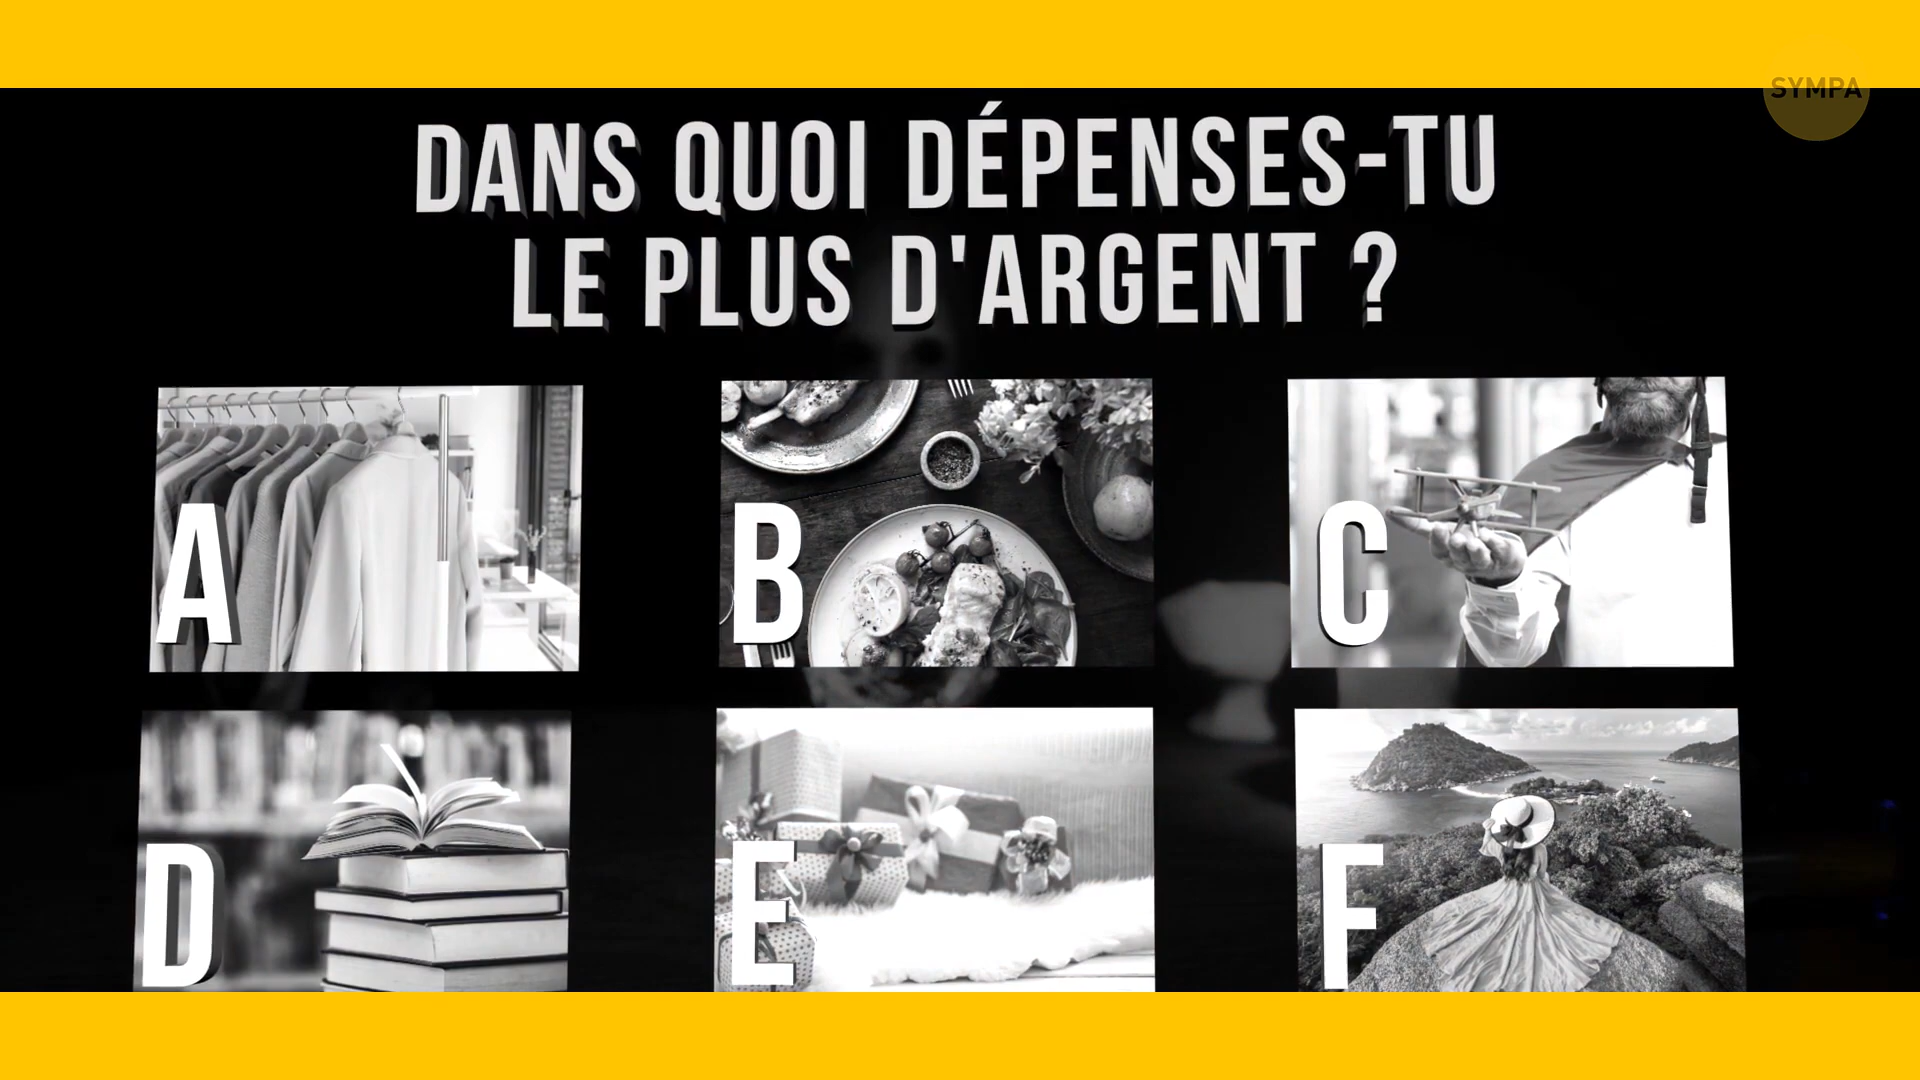 SYMPA
DANS QUOI DÉPENSES-TU
LE PLUS D'ARGENT ?
A
B
C
D
E
F